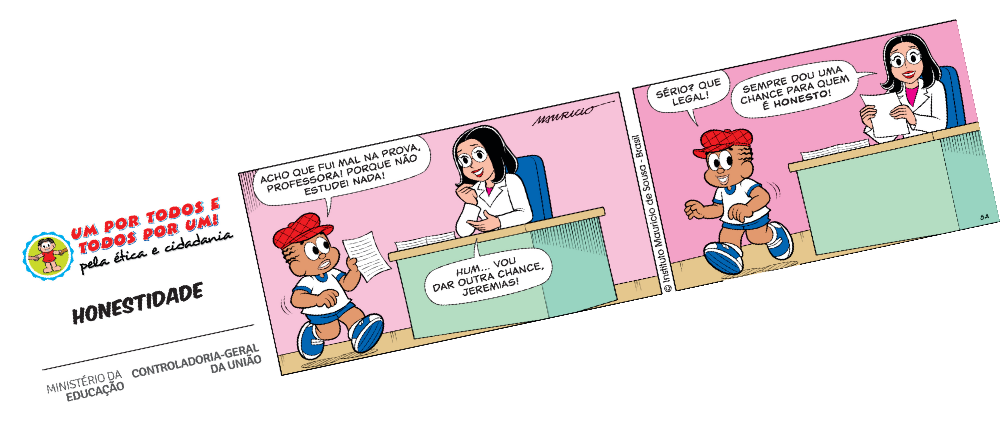 UM POR TODOS E
TODOS POR UM!
pela ética e cidadania
HONESTIDADE
MINISTÉRIO DA
EDUCAÇÃO
CONTROLADORIA-GERAL
DA UNIÃO
ACHO QUE FUI MAL NA PROVA,
PROFESSORA! PORQUE NÃO
ESTUDEI NADA!
MAURICIO
HUM... VOU
DAR OUTRA CHANCE,
JEREMIAS!
© Instituto Mauricio de Sousa - Brasil
SÉRIO? QUE
LEGAL!
SEMPRE DOU UMA
CHANCE PARA QUEM
É HONESTO!
5A